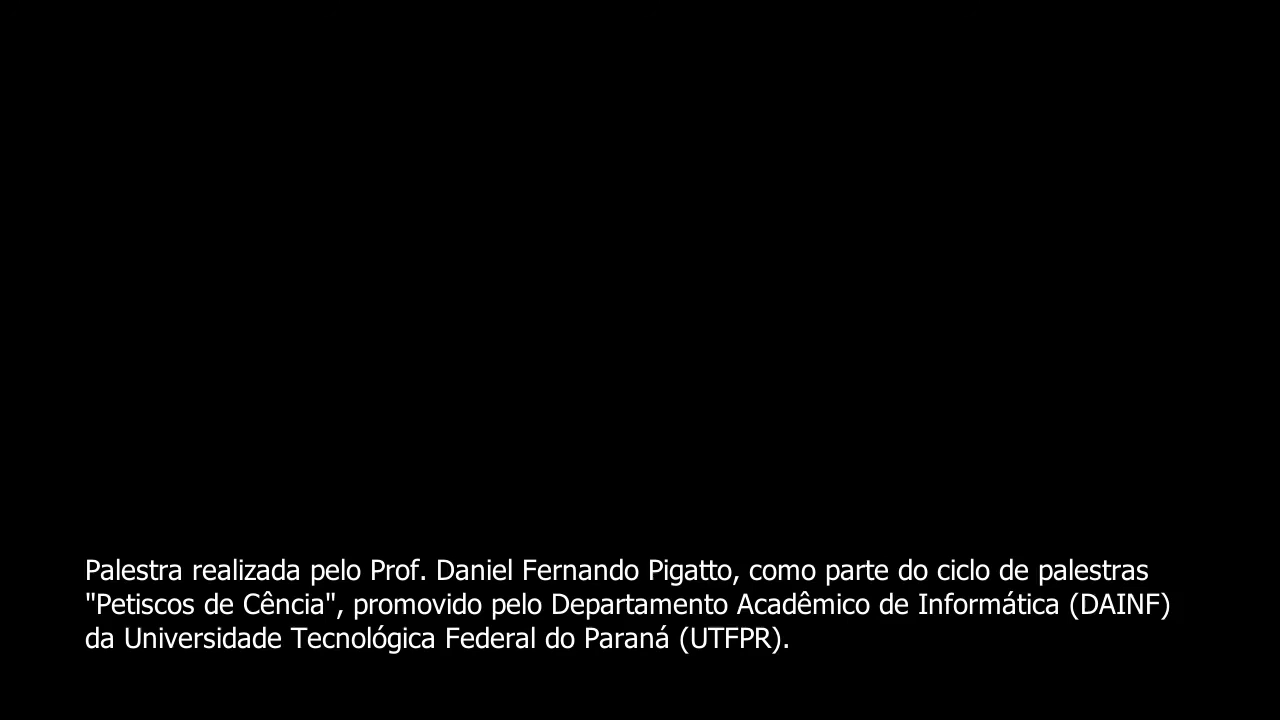 Palestra realizada pelo Prof. Daniel Fernando Pigatto, como parte do ciclo de palestras
"Petiscos de Cência", promovido pelo Departamento Acadêmico de Informática (DAINF)
da Universidade Tecnológica Federal do Paraná (UTFPR).